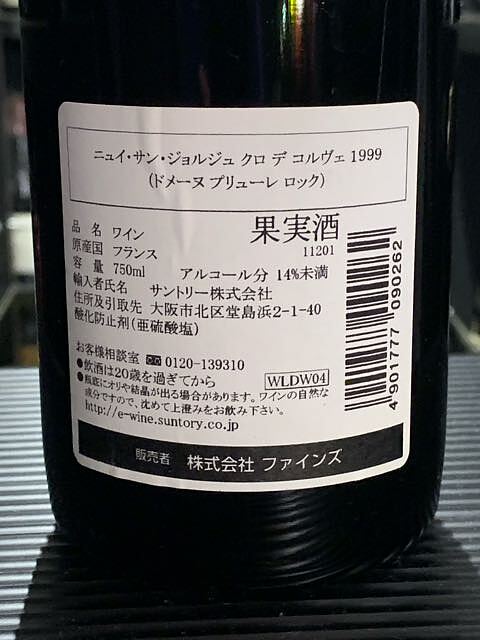 ニュイ・サン・ジョルジュ クロ デ コルヴェ 1999
(ドメーヌ プリューレ ロック)
品 名 ワイン
果実酒
原産国 フランス
11201
容 量 750ml アルコール分 14%未満
輸入者氏名 サントリー株式会社
住所及引取先 大阪市北区堂島浜2-1-40
酸化防止剤(亜硫酸塩)
お客様相談室 0120-139310
●飲酒は20歳を過ぎてから
WLDW04
●瓶底にオリや結晶が出る場合があります。ワインの自然な
成分ですので、沈めて上澄みをお飲み下さい。
http://e-wine.suntory.co.jp
4 901777 090262
販売者 株式会社 ファインズ